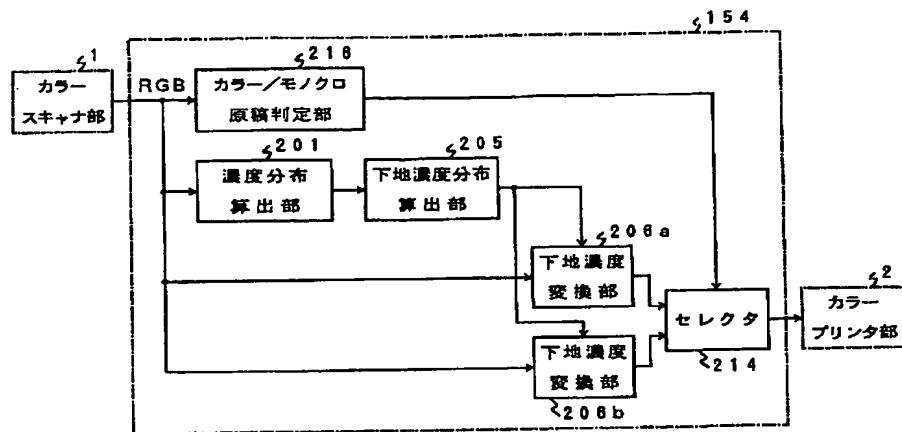 154
1
カラー
スキャナ部
RGB
216
カラー/モノクロ
原稿判定部
201
濃度分布
算出部
205
下地濃度分布
算出部
206a
下地濃度
変換部
206b
下地濃度
変換部
セレクタ
214
2
カラー
プリンタ部